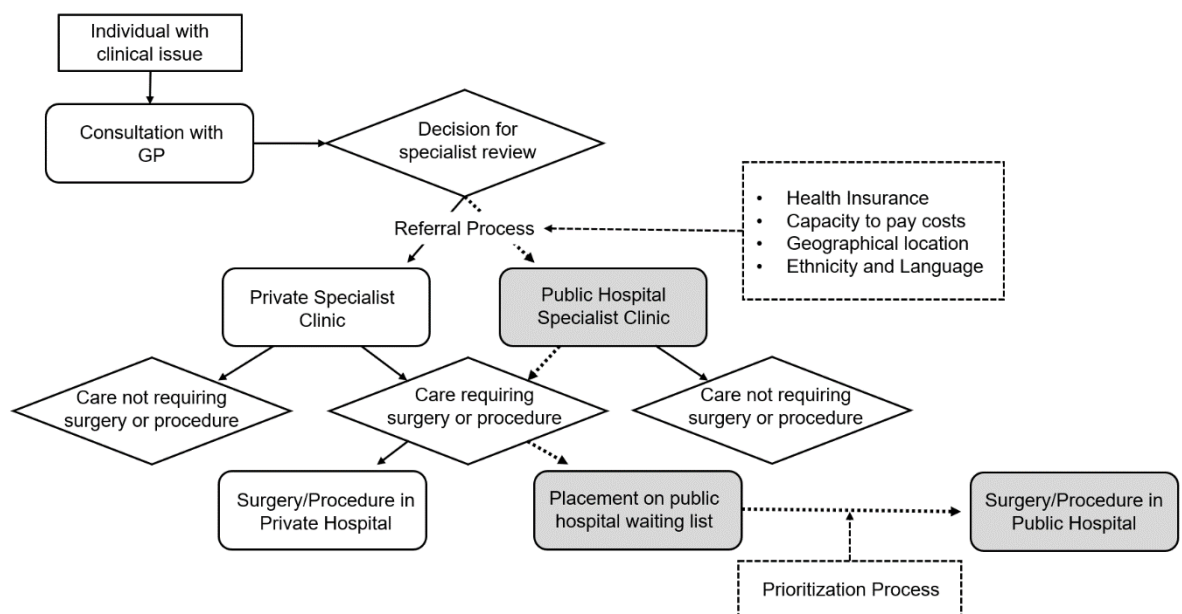 Individual with
clinical issue
Consultation with
GP
Decision for
specialist review
• Health Insurance
• Capacity to pay costs
• Geographical location
• Ethnicity and Language
Referral Process
Private Specialist
Clinic
Public Hospital
Specialist Clinic
Care not requiring
surgery or procedure
Care requiring
surgery or procedure
Care not requiring
surgery or procedure
Surgery/Procedure in
Private Hospital
Placement on public
hospital waiting list
Surgery/Procedure in
Public Hospital
Prioritization Process